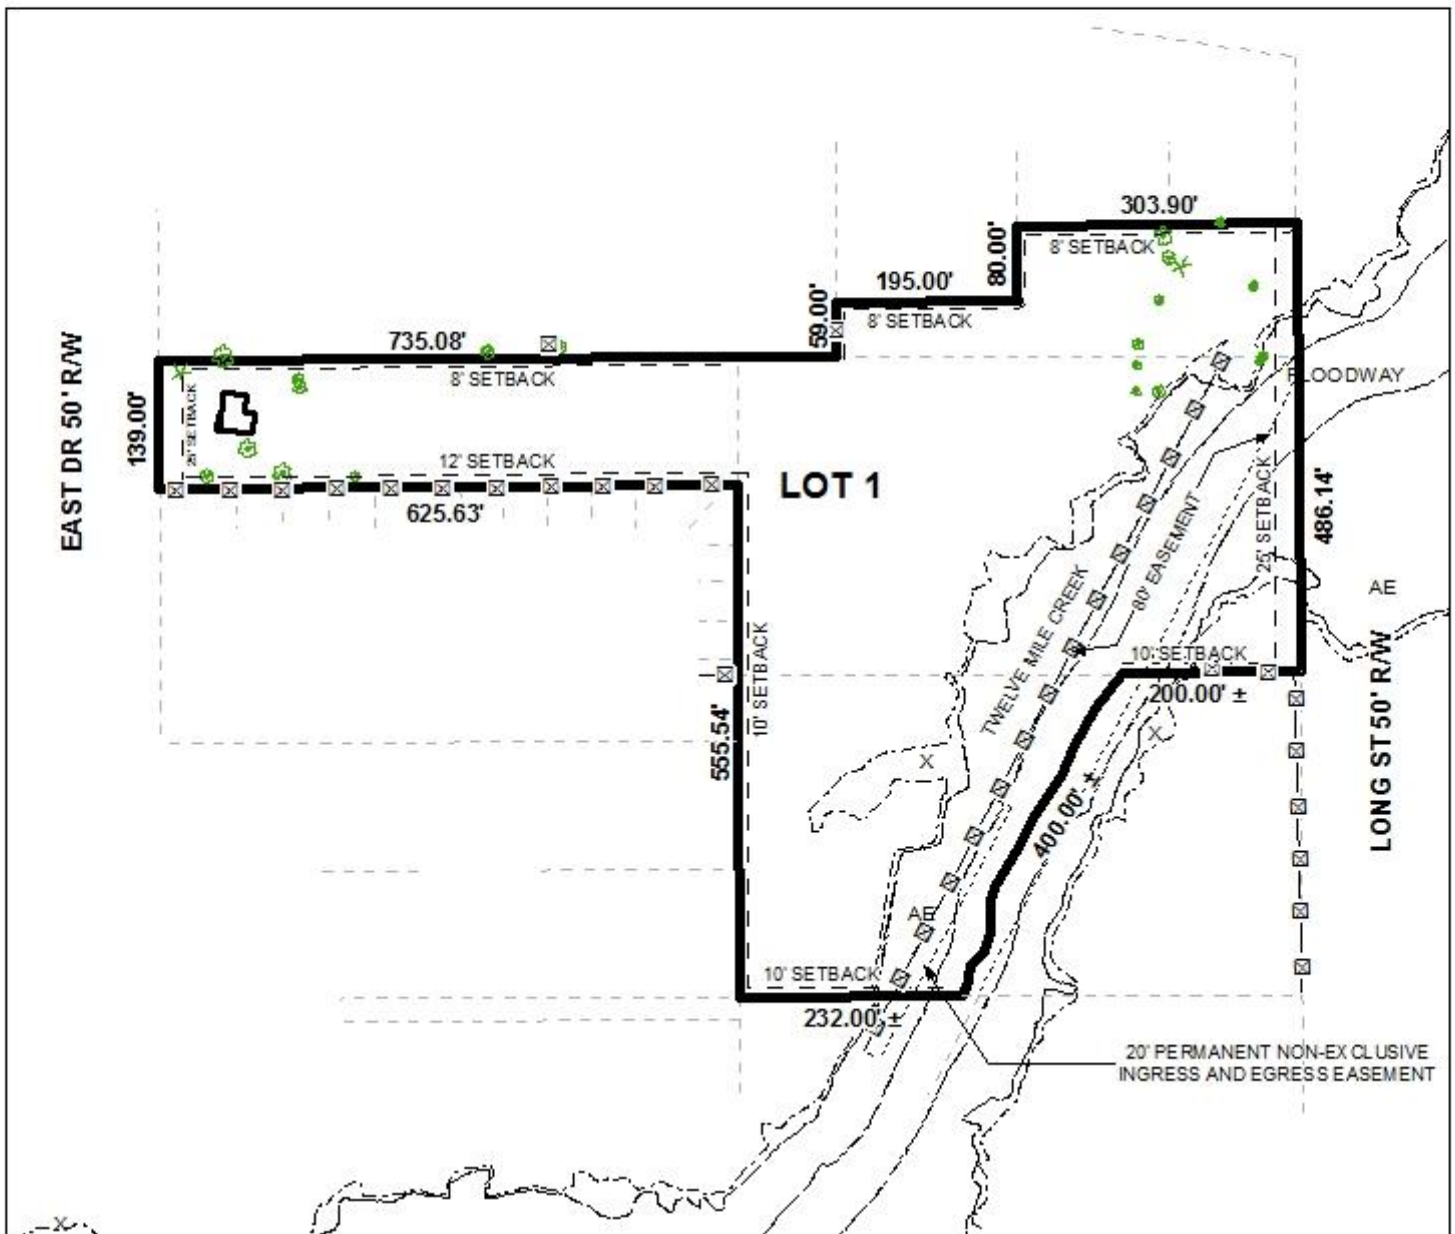 303.90'
8' SETBACK
80.00'
195.00'
8' SETBACK
59.00'
735.08'
8' SETBACK
EAST DR 50' R/W
139.00'
25' SETBACK
12' SETBACK
625.63'
LOT 1
FLOODWAY
80' EASEMENT
25' SETBACK
486.14'
AE
TWELVE MILE CREEK
10' SETBACK
200.00' ±
LONG ST 50' R/W
10' SETBACK
555.54'
X
X
400.00' ±
AE
10' SETBACK
232.00' ±
20' PERMANENT NON-EXCLUSIVE
INGRESS AND EGRESS EASEMENT
X